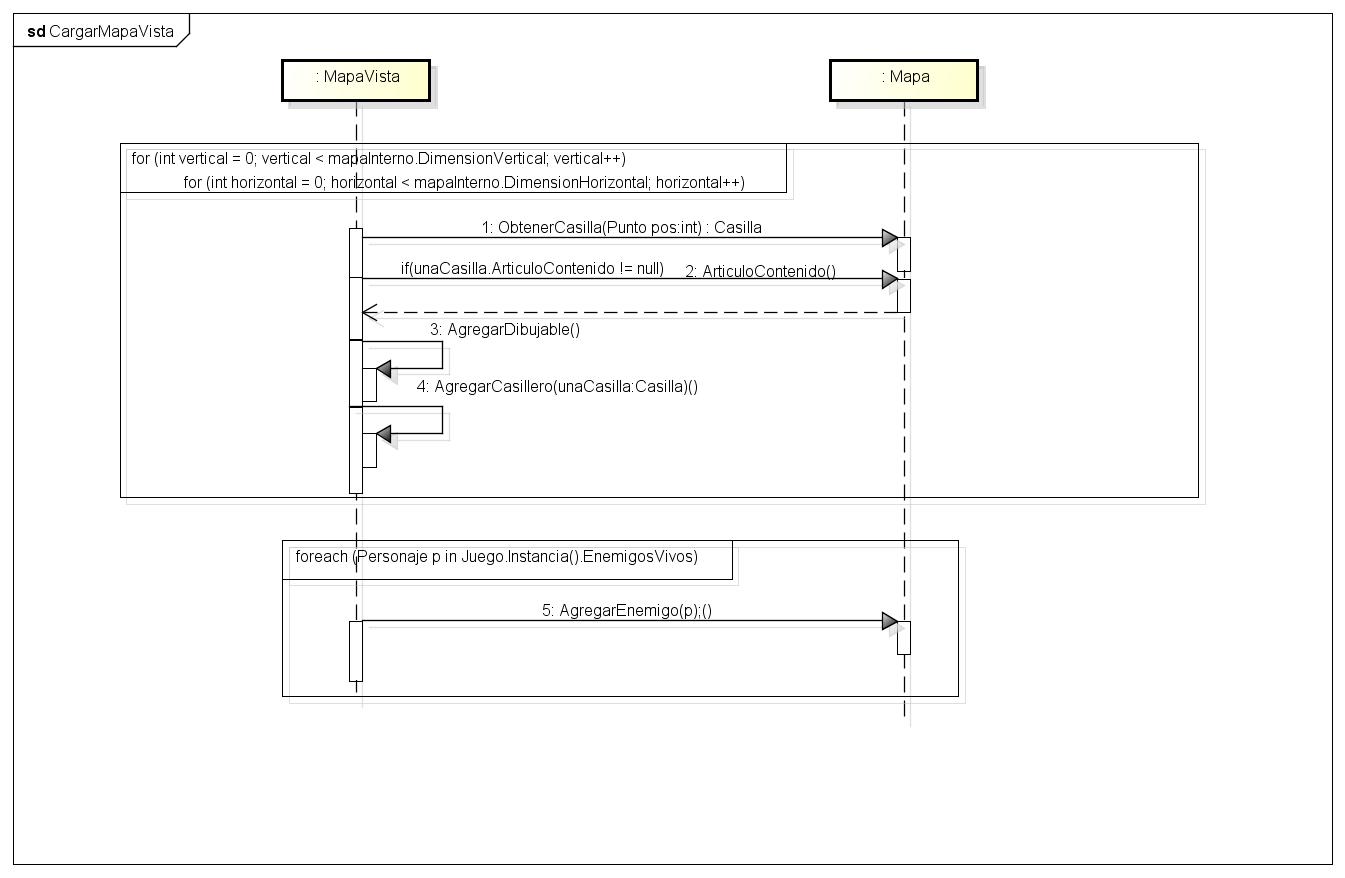 sd CargarMapaVista
: MapaVista
: Mapa
for (int vertical = 0; vertical < mapaInterno.DimensionVertical; vertical++)
for (int horizontal = 0; horizontal < mapaInterno.DimensionHorizontal; horizontal++)
1: ObtenerCasilla(Punto pos:int) : Casilla
if(unaCasilla.ArticuloContenido != null)
2: ArticuloContenido()
3: AgregarDibujable()
4: AgregarCasillero(unaCasilla:Casilla)()
foreach (Personaje p in Juego.Instancia().EnemigosVivos)
5: AgregarEnemigo(p);()